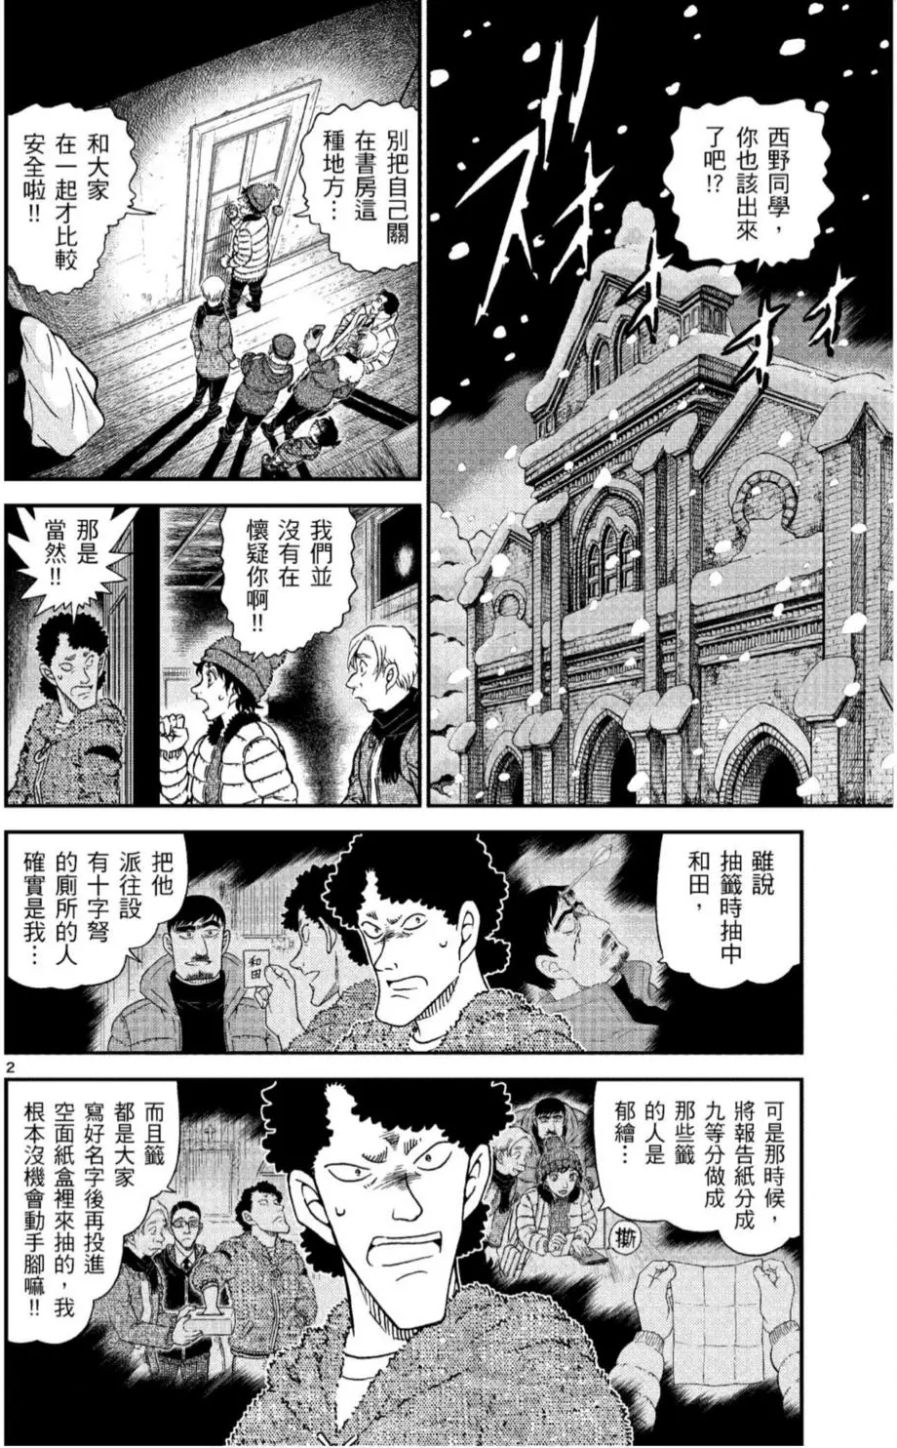 西野同學，
你也該出來
了吧!?
ズオオオオ
別把自己關
在書房這
種地方…
和大家
在一起才比較
安全啦!!
我們並
沒有在
懷疑你啊!!
那是
當然!!
雖說
抽籤時抽中
和田，
和田
把他
派往設
有十字弩
的廁所的人
確實是我…
2
可是那時候，
將報告紙分成
九等分做成
那些籤
的人是
郁繪…
撕
而且籤
都是大家
寫好名字後再投進
空面紙盒裡來抽的，我
根本沒機會動手腳嘛!!